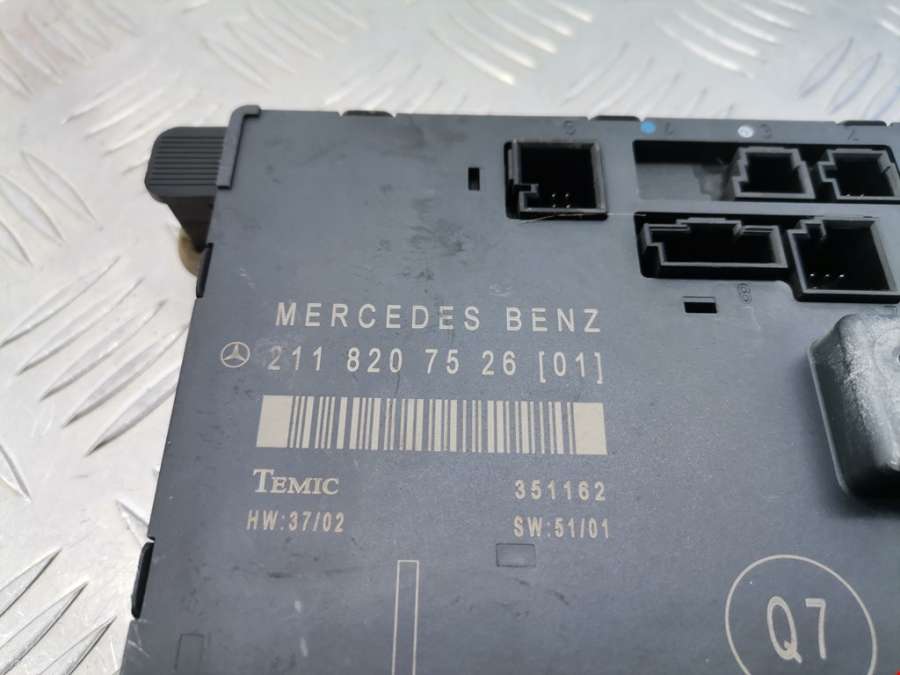 MERCEDES BENZ
211 820 75 26 [01]
TEMIC
351162
HW:37/02
SW:51/01
Q7